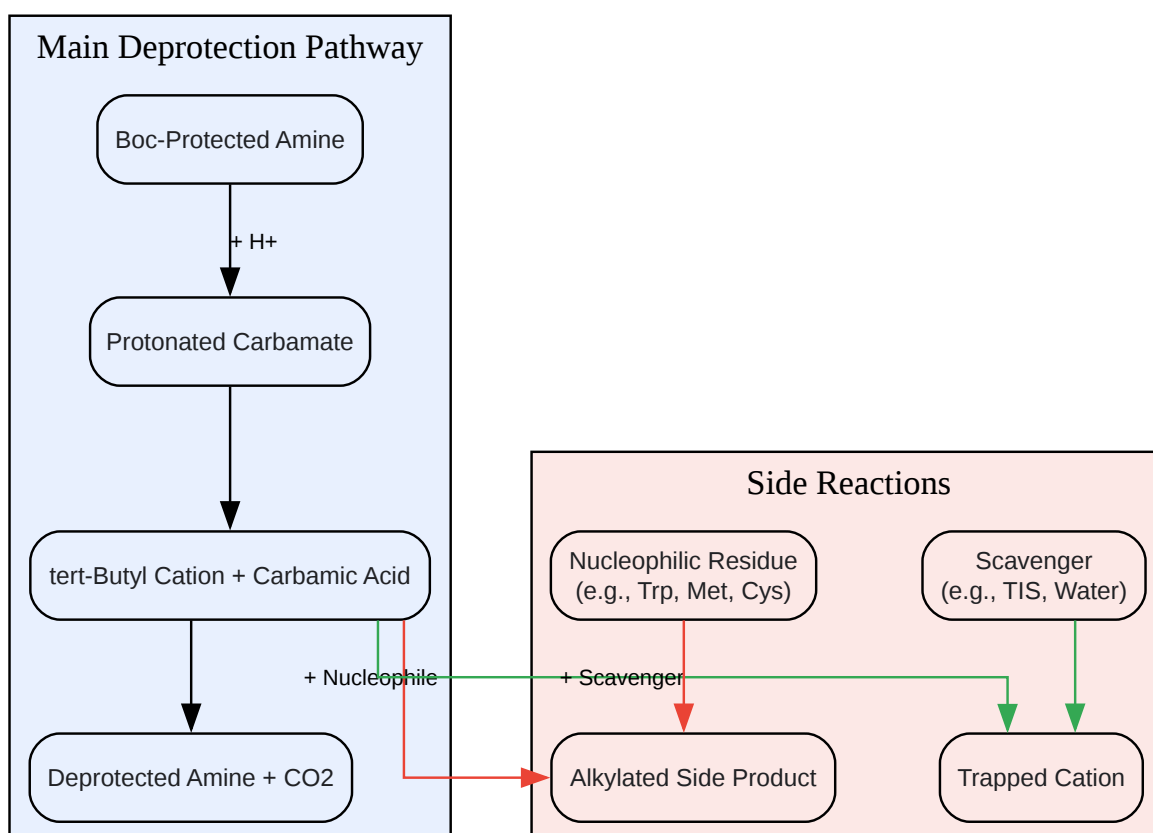 Main Deprotection Pathway
Boc-Protected Amine
+ H+
Protonated Carbamate
tert-Butyl Cation + Carbamic Acid
+ Nucleophile
Deprotected Amine + CO2
Side Reactions
Nucleophilic Residue
(e.g., Trp, Met, Cys)
Scavenger
(e.g., TIS, Water)
+ Scavenger
Alkylated Side Product
Trapped Cation